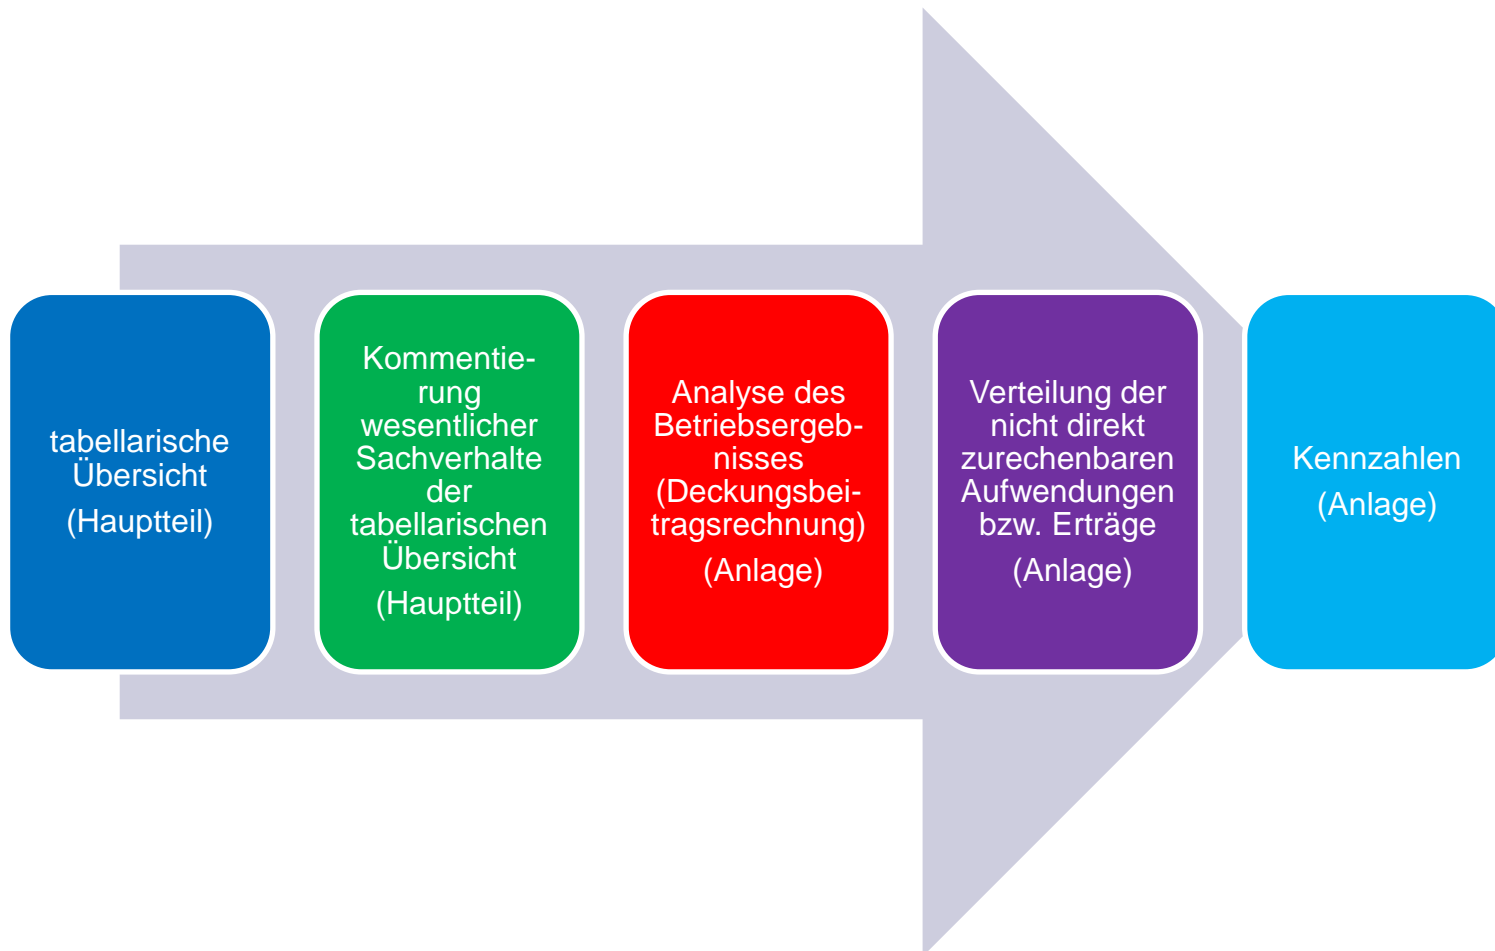 tabellarische
Übersicht
(Hauptteil)
Kommentie-
rung
wesentlicher
Sachverhalte
der
tabellarischen
Übersicht
(Hauptteil)
Analyse des
Betriebsergeb-
nisses
(Deckungsbei-
tragsrechnung)
(Anlage)
Verteilung der
nicht direkt
zurechenbaren
Aufwendungen
bzw. Erträge
(Anlage)
Kennzahlen
(Anlage)